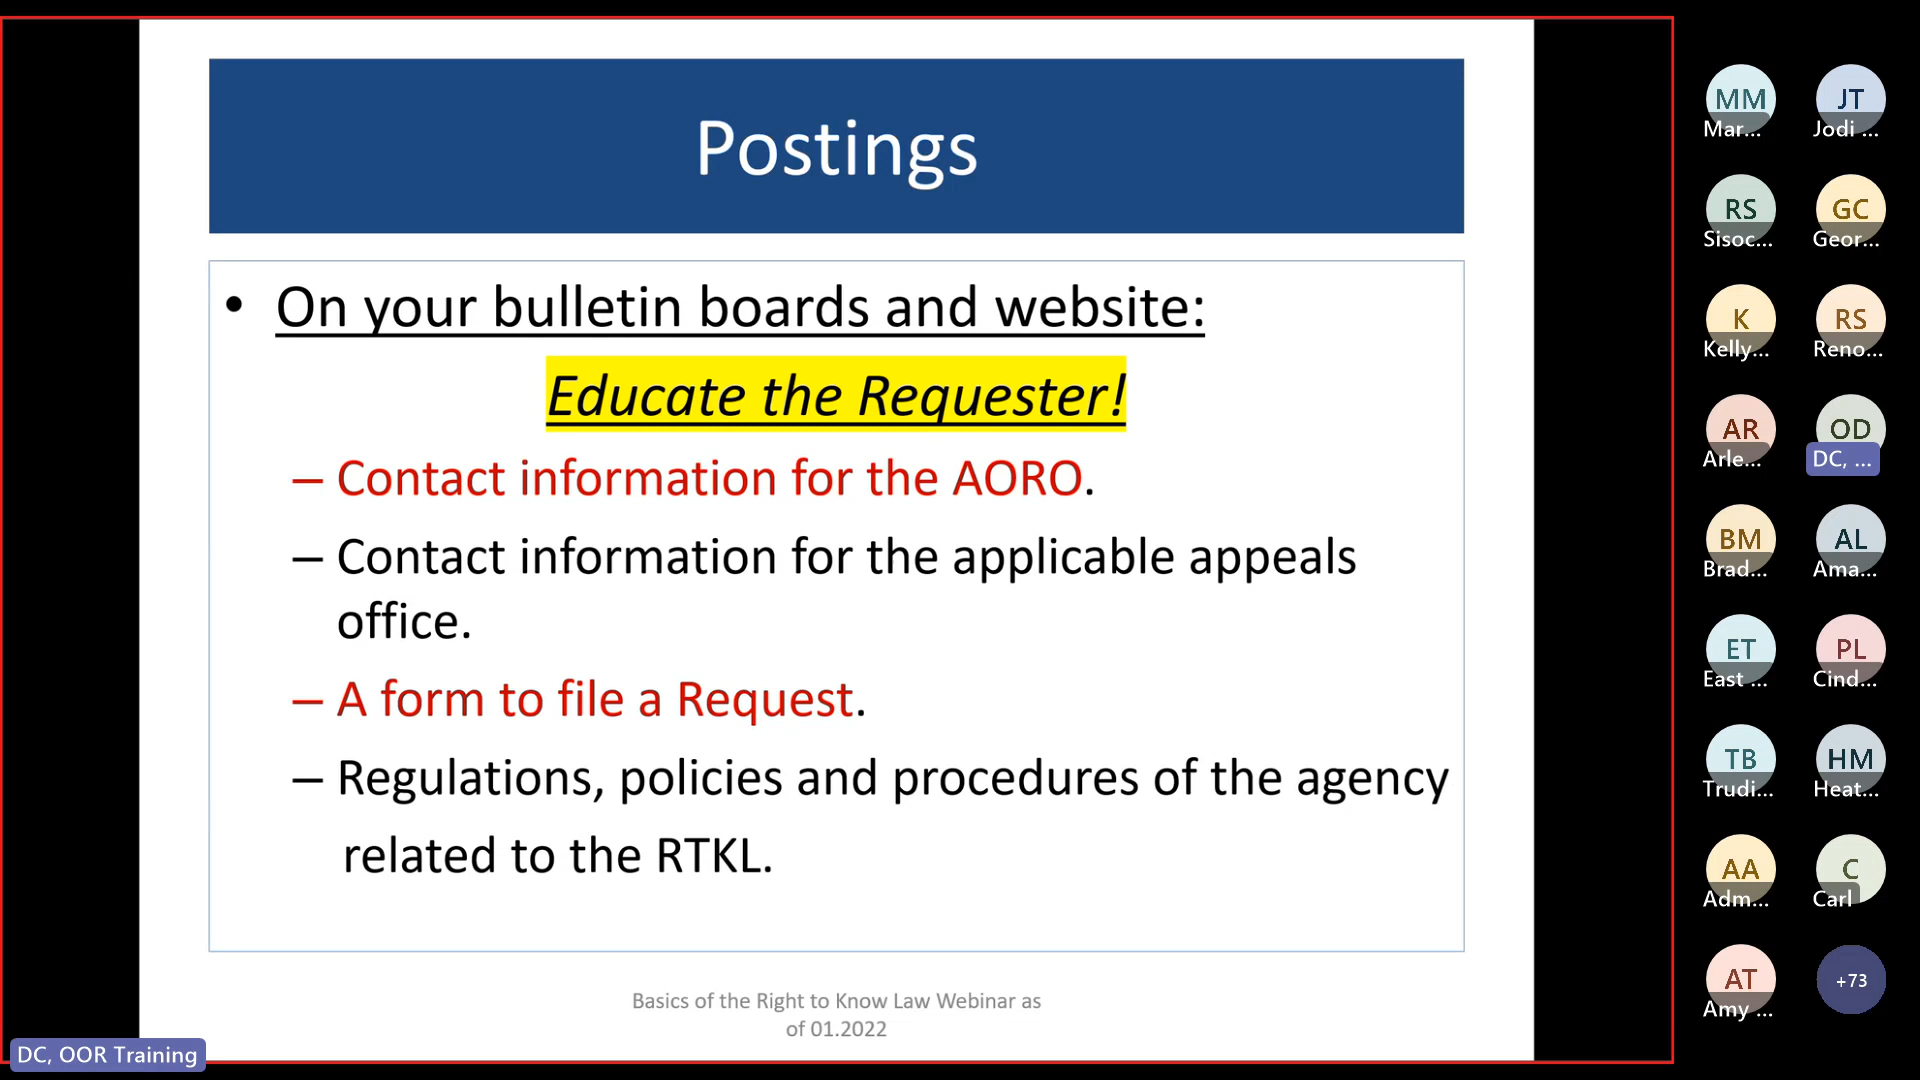 Postings
• On your bulletin boards and website:
Educate the Requester!
– Contact information for the AORO.
– Contact information for the applicable appeals
office.
– A form to file a Request.
– Regulations, policies and procedures of the agency
related to the RTKL.
Basics of the Right to Know Law Webinar as
of 01.2022
DC, OOR Training
MM JT
Mar... Jodi ...
RS GC
Sisoc... Geor...
K RS
Kelly... Reno...
AR OD
Arle... DC, ...
BM AL
Brad... Ama...
ET PL
East ... Cind...
TB HM
Trudi... Heat...
AA C
Adm... Carl
AT +73
Amy ...